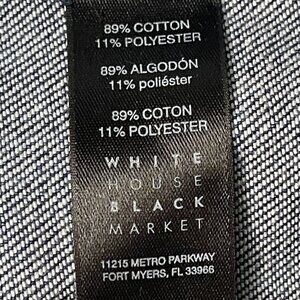 89% COTTON
11% POLYESTER
89% ALGODÓN
11% poliéster
89% COTON
11% POLYESTER
WHITE
HOUSE
BLACK
MARKET
11215 METRO PARKWAY
FORT MYERS, FL 33966